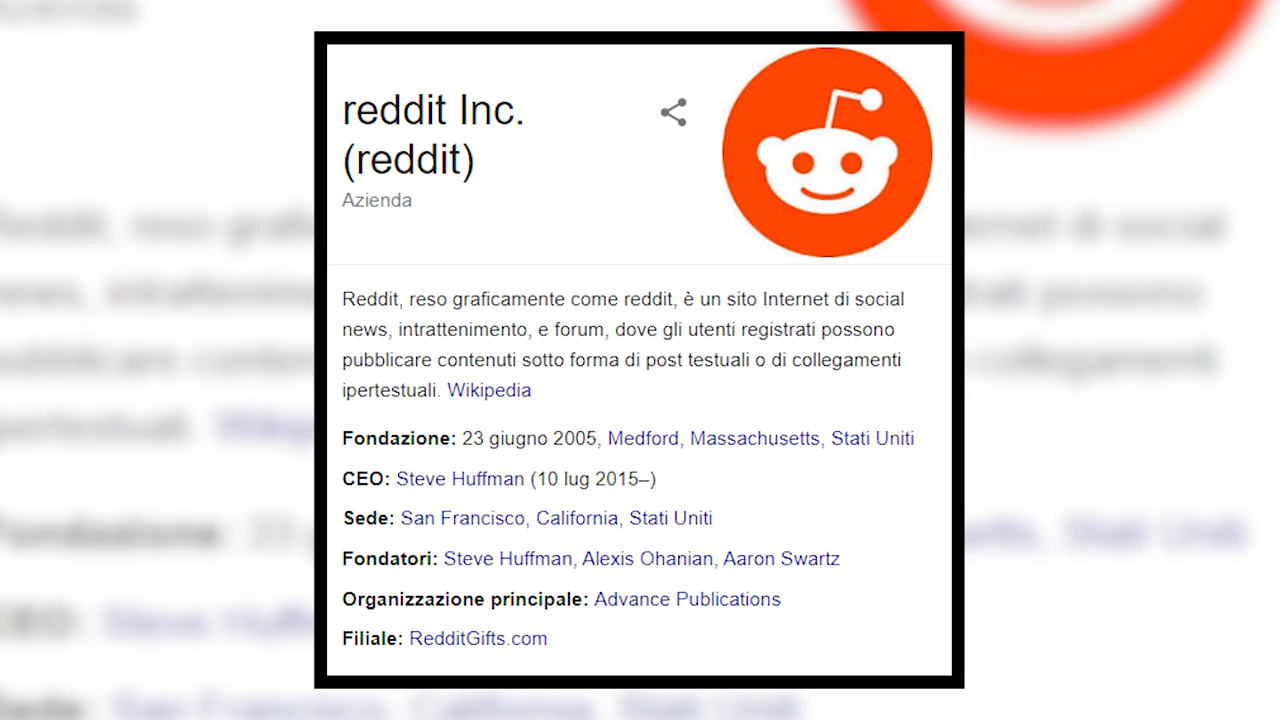 reddit Inc.
(reddit)
Azienda
Reddit, reso graficamente come reddit, è un sito Internet di social
news, intrattenimento, e forum, dove gli utenti registrati possono
pubblicare contenuti sotto forma di post testuali o di collegamenti
ipertestuali. Wikipedia
Fondazione: 23 giugno 2005, Medford, Massachusetts, Stati Uniti
CEO: Steve Huffman (10 lug 2015–)
Sede: San Francisco, California, Stati Uniti
Fondatori: Steve Huffman, Alexis Ohanian, Aaron Swartz
Organizzazione principale: Advance Publications
Filiale: RedditGifts.com